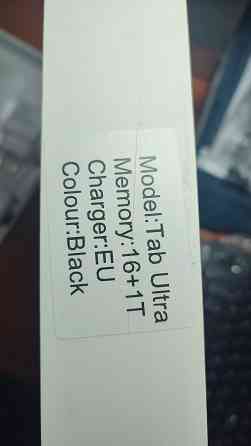 Model:Tab Ultra
Memory:16+1T
Charger:EU
Colour:Black